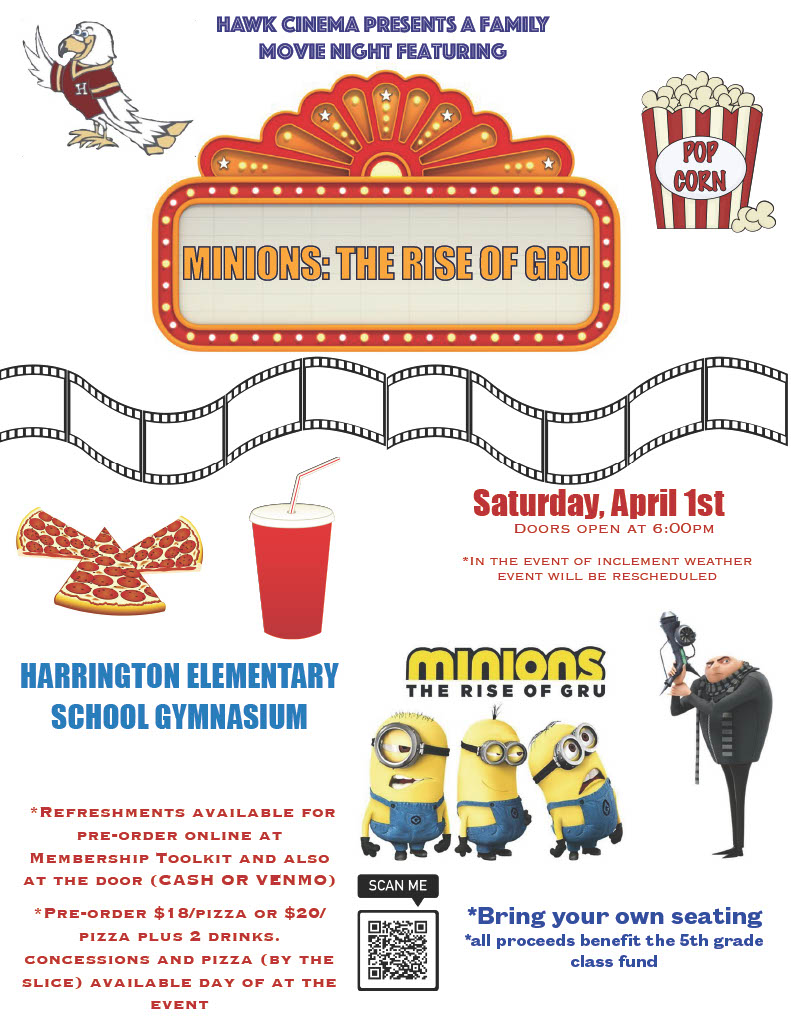 HAWK CINEMA PRESENTS A FAMILY
MOVIE NIGHT FEATURING
H
POP
CORN
MINIONS: THE RISE OF GRU
Saturday, April 1st
DOORS OPEN AT 6:00PM
*IN THE EVENT OF INCLEMENT WEATHER
EVENT WILL BE RESCHEDULED
HARRINGTON ELEMENTARY
SCHOOL GYMNASIUM
minions
THE RISE OF GRU
*REFRESHMENTS AVAILABLE FOR
PRE-ORDER ONLINE AT
MEMBERSHIP TOOLKIT AND ALSO
AT THE DOOR (CASH OR VENMO)
*PRE-ORDER $18/PIZZA OR $20/
PIZZA PLUS 2 DRINKS.
CONCESSIONS AND PIZZA (BY THE
SLICE) AVAILABLE DAY OF AT THE
EVENT
SCAN ME
*Bring your own seating
*all proceeds benefit the 5th grade
class fund